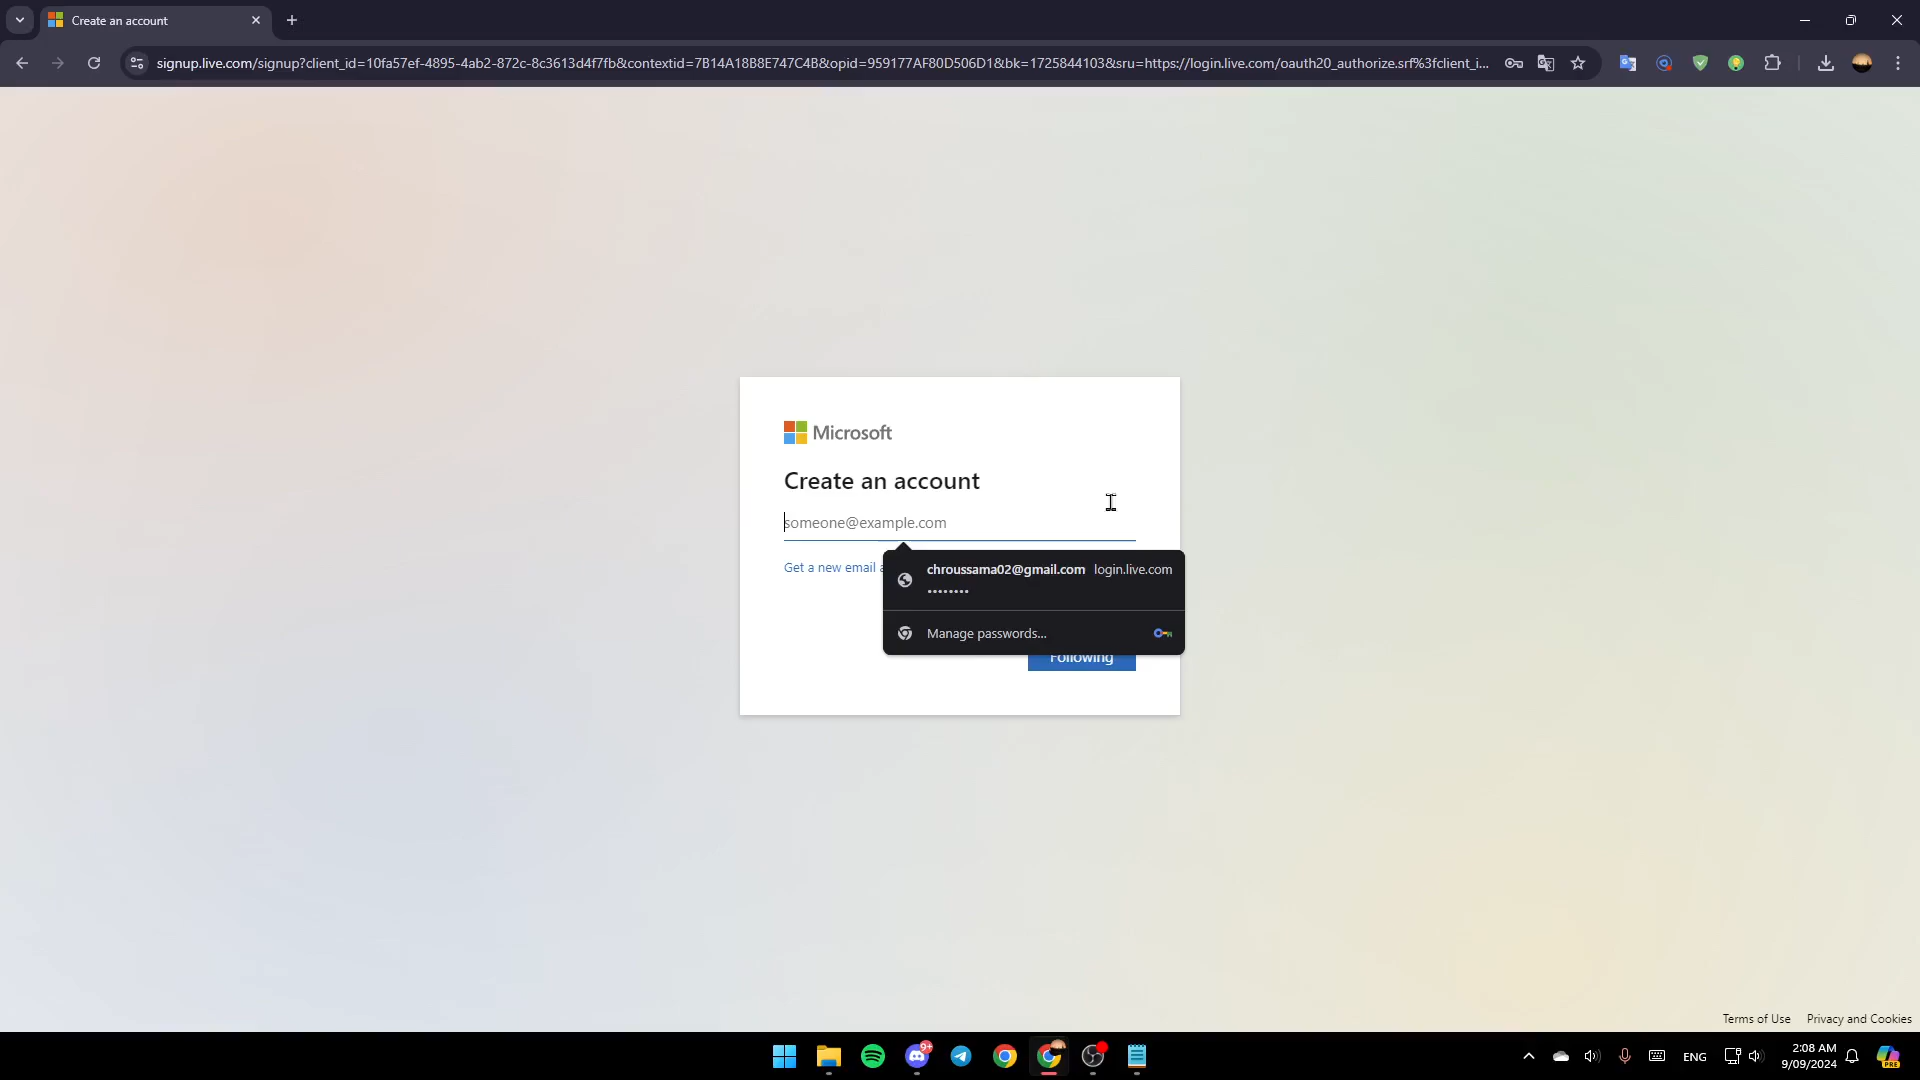 Create an account
signup.live.com/signup?client_id=10fa57ef-4895-4ab2-872c-8c3613d4f7fb&contextid=7B14A18B8E747C4B&opid=959177AF80D506D1&bk=1725844103&sru=https://login.live.com/oauth20_authorize.srf%3fclient_i...
Microsoft
Create an account
someone@example.com
Get a new email a
chroussama02@gmail.com login.live.com
••••••••
Manage passwords...
Following
Terms of Use Privacy and Cookies
9+
ENG
2:08 AM
9/09/2024
PRE